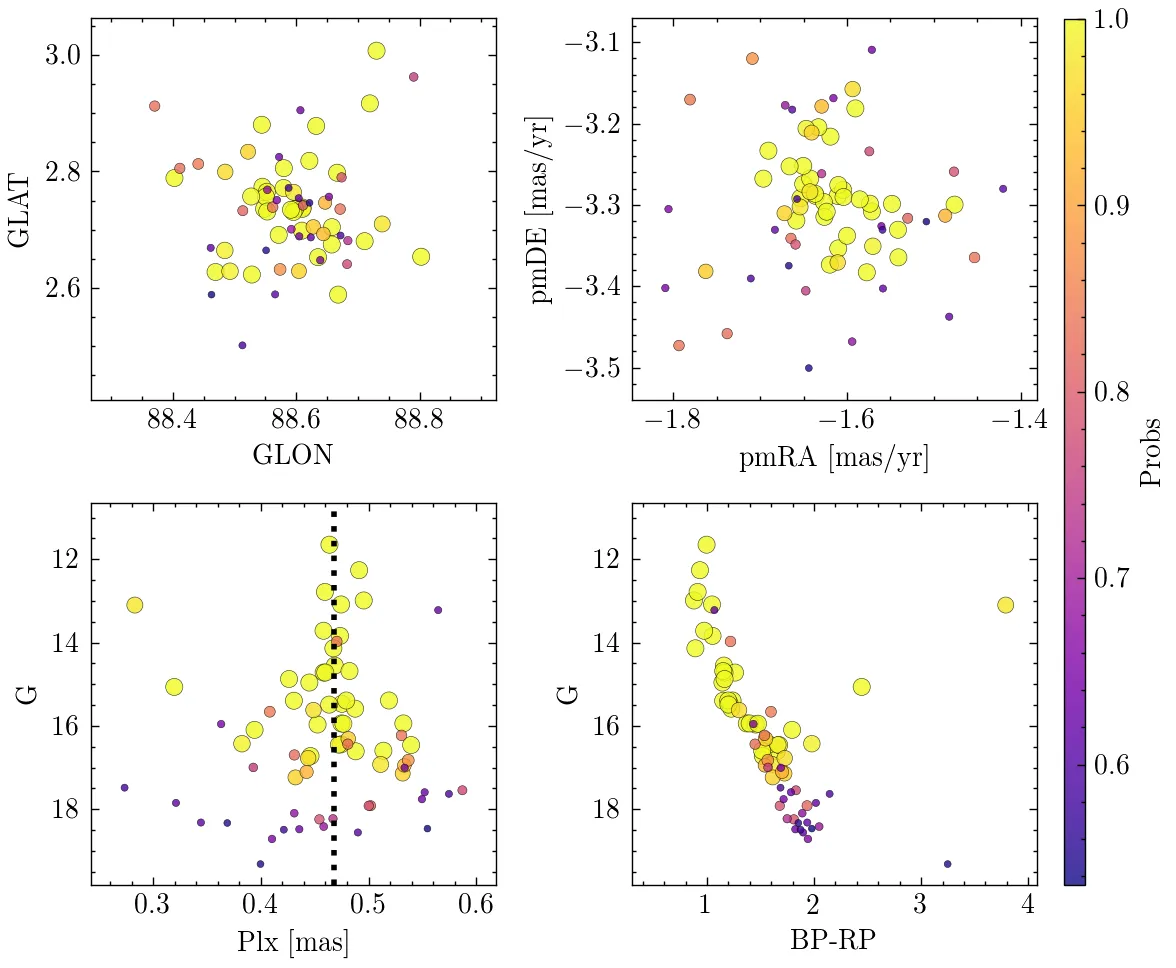 3.0
2.8
2.6
GLAT
88.4 88.6 88.8
GLON
−3.1
−3.2
−3.3
−3.4
−3.5
pmDE [mas/yr]
−1.8 −1.6 −1.4
pmRA [mas/yr]
12
14
16
18
G
0.3 0.4 0.5 0.6
Plx [mas]
12
14
16
18
G
1 2 3 4
BP-RP
1.0
0.9
0.8
0.7
0.6
Probs